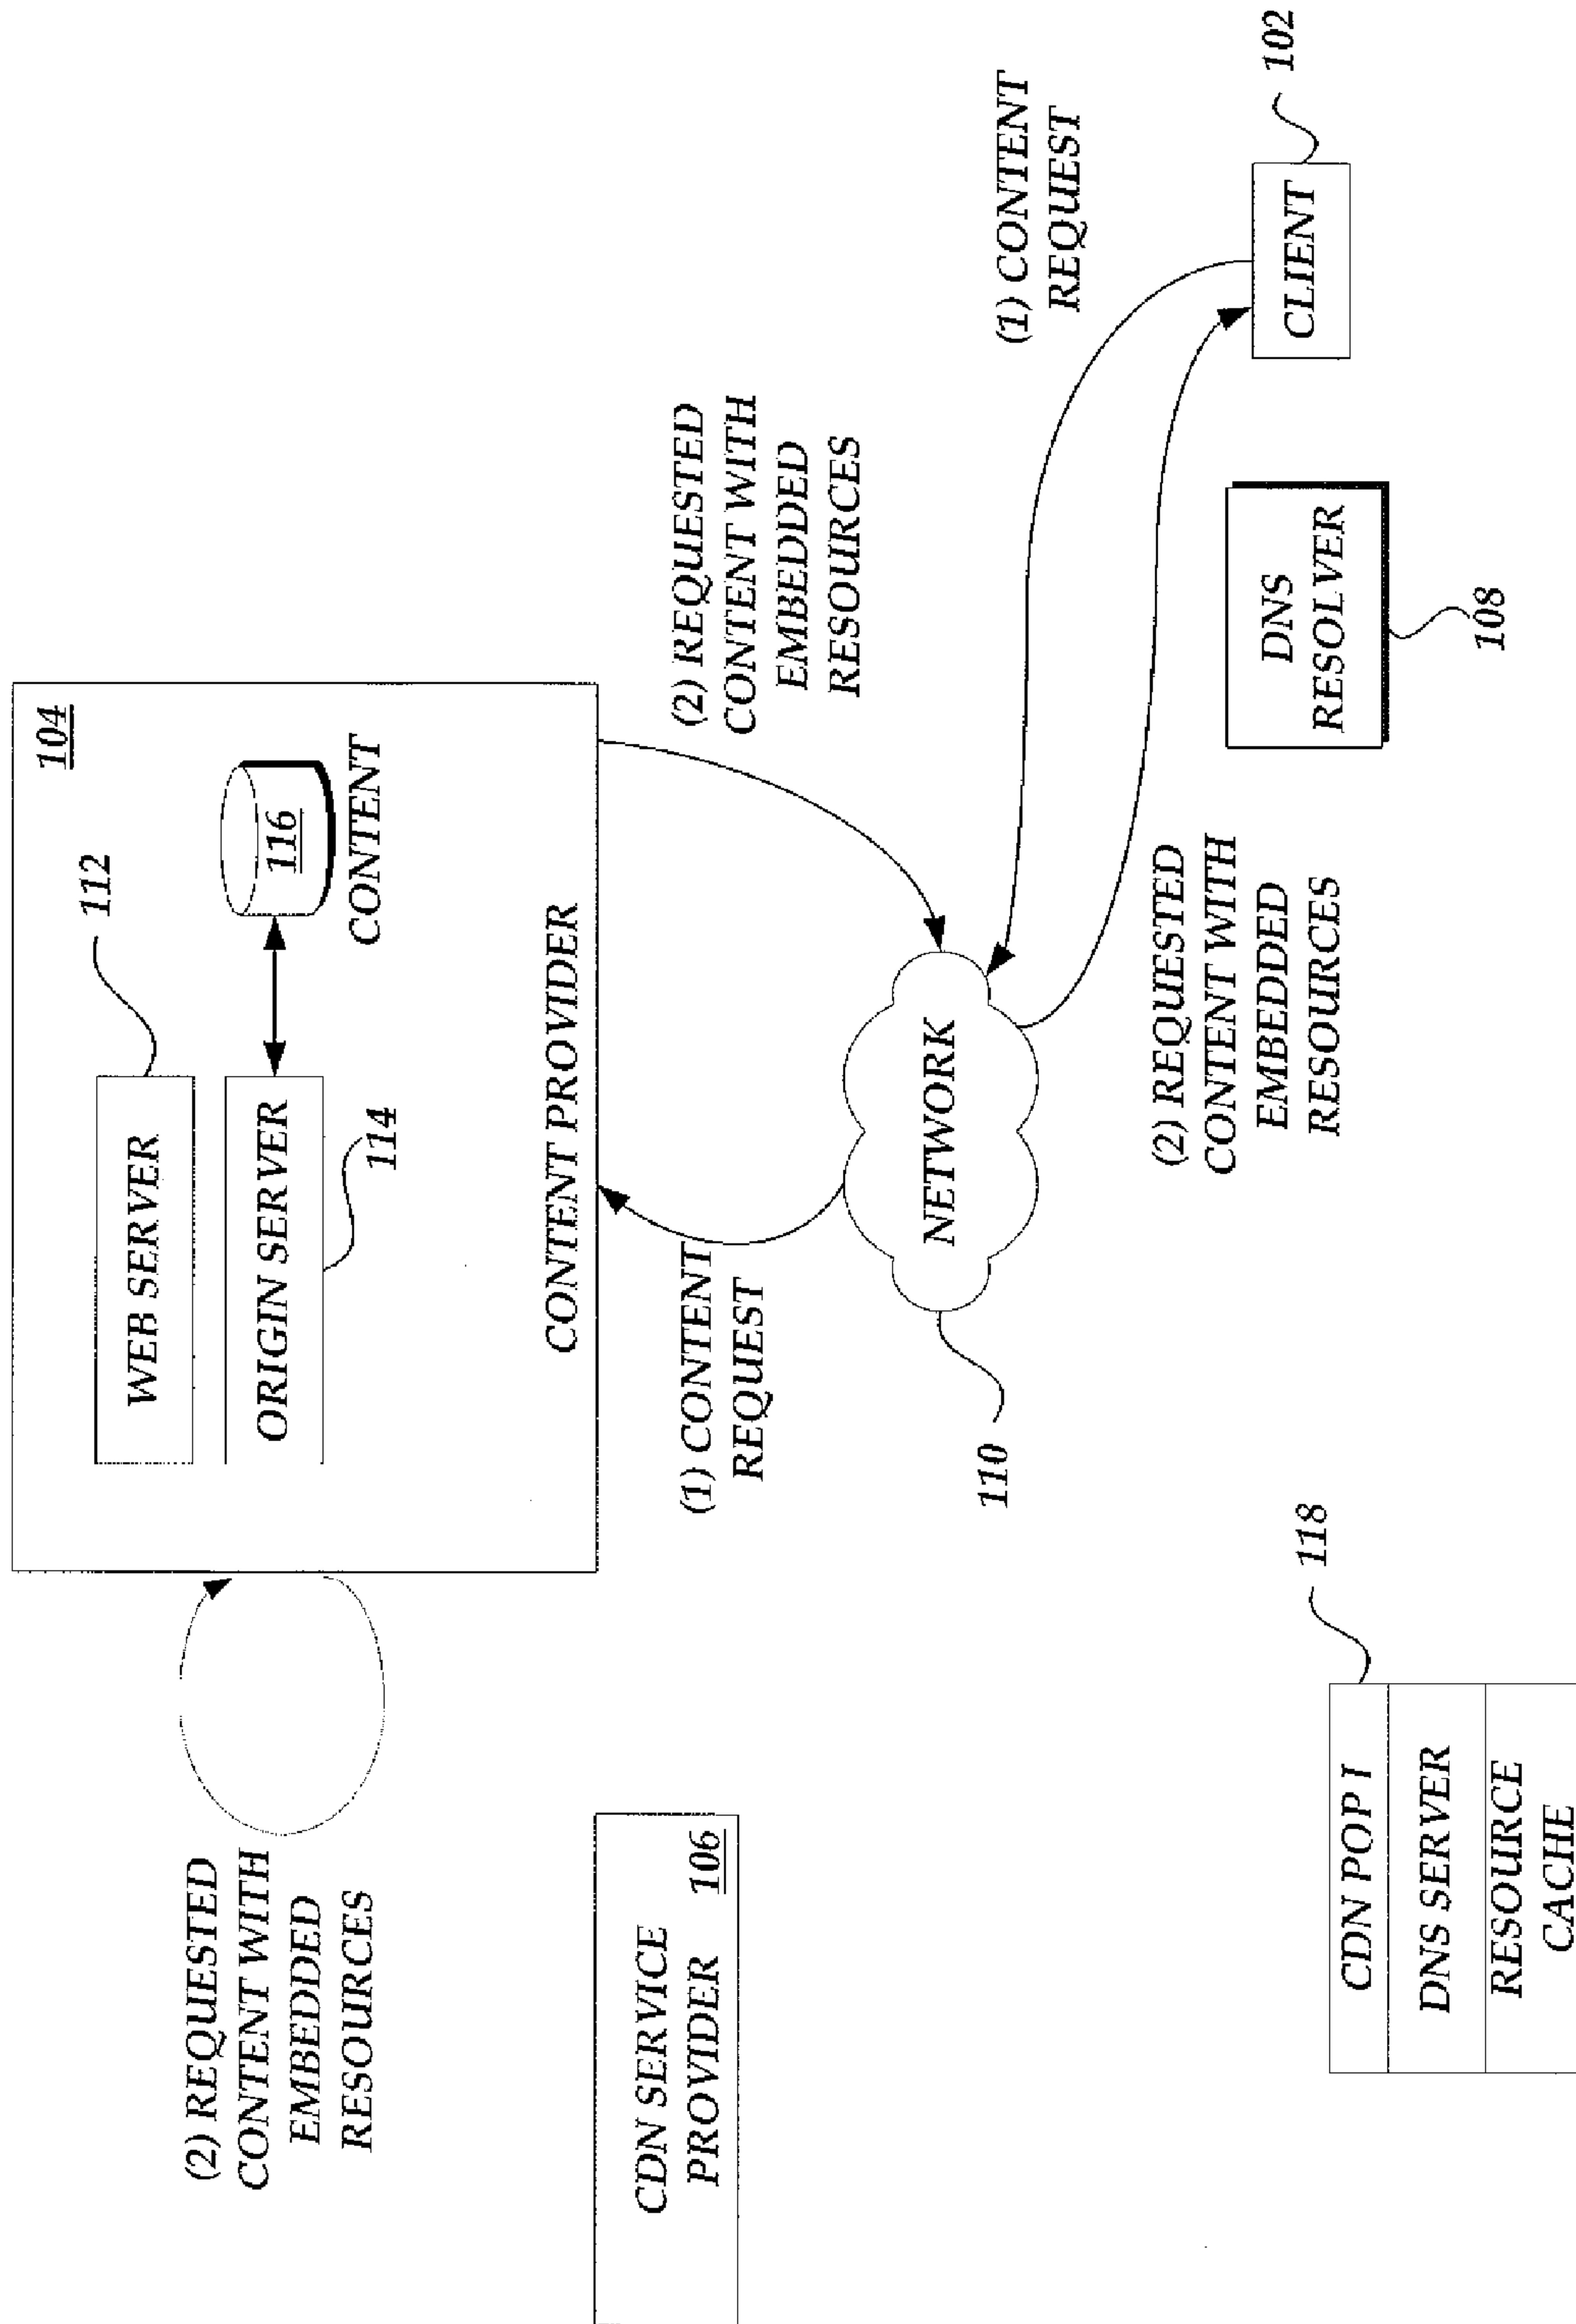 (2) REQUESTED
CONTENT WITH
EMBEDDED
RESOURCES
104
WEB SERVER
112
ORIGIN SERVER
114
116
CONTENT
CONTENT PROVIDER
CDN SERVICE
PROVIDER
106
(1) CONTENT
REQUEST
(2) REQUESTED
CONTENT WITH
EMBEDDED
RESOURCES
NETWORK
110
(1) CONTENT
REQUEST
(2) REQUESTED
CONTENT WITH
EMBEDDED
RESOURCES
CLIENT
102
DNS
RESOLVER
108
118
CDN POP I
DNS SERVER
RESOURCE
CACHE